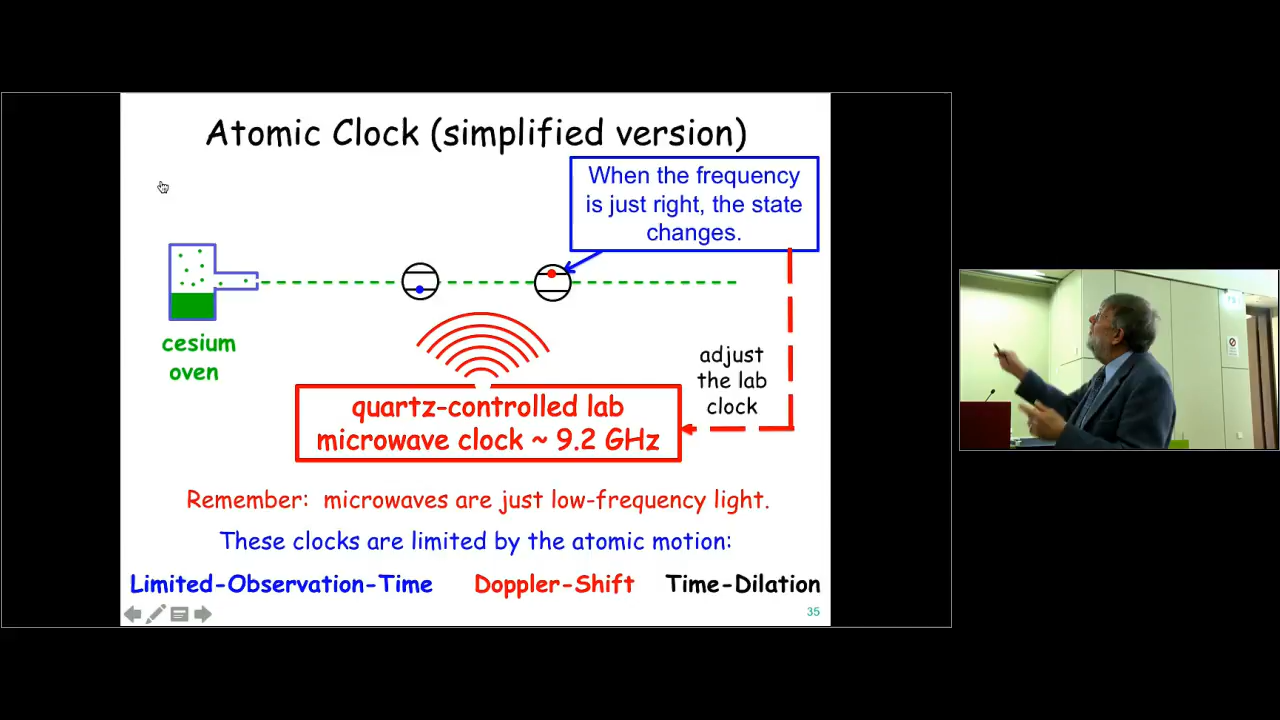 Atomic Clock (simplified version)
When the frequency
is just right, the state
changes.
cesium
oven
adjust
the lab
clock
quartz-controlled lab
microwave clock ~ 9.2 GHz
Remember: microwaves are just low-frequency light.
These clocks are limited by the atomic motion:
Limited-Observation-Time Doppler-Shift Time-Dilation
35